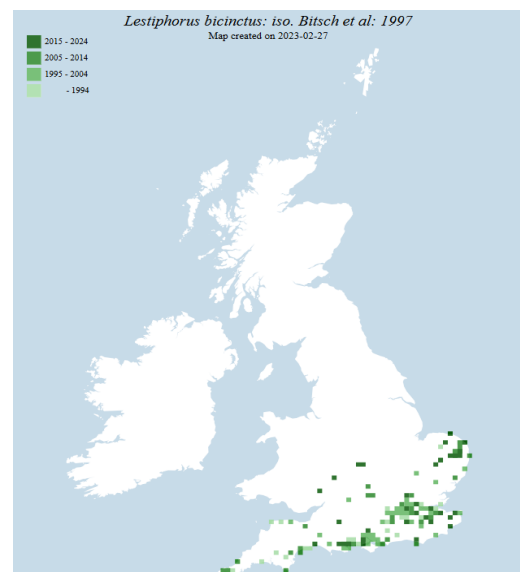 Lestiphorus bicinctus: iso. Bitsch et al: 1997
Map created on 2023-02-27
2015 - 2024
2005 - 2014
1995 - 2004
- 1994